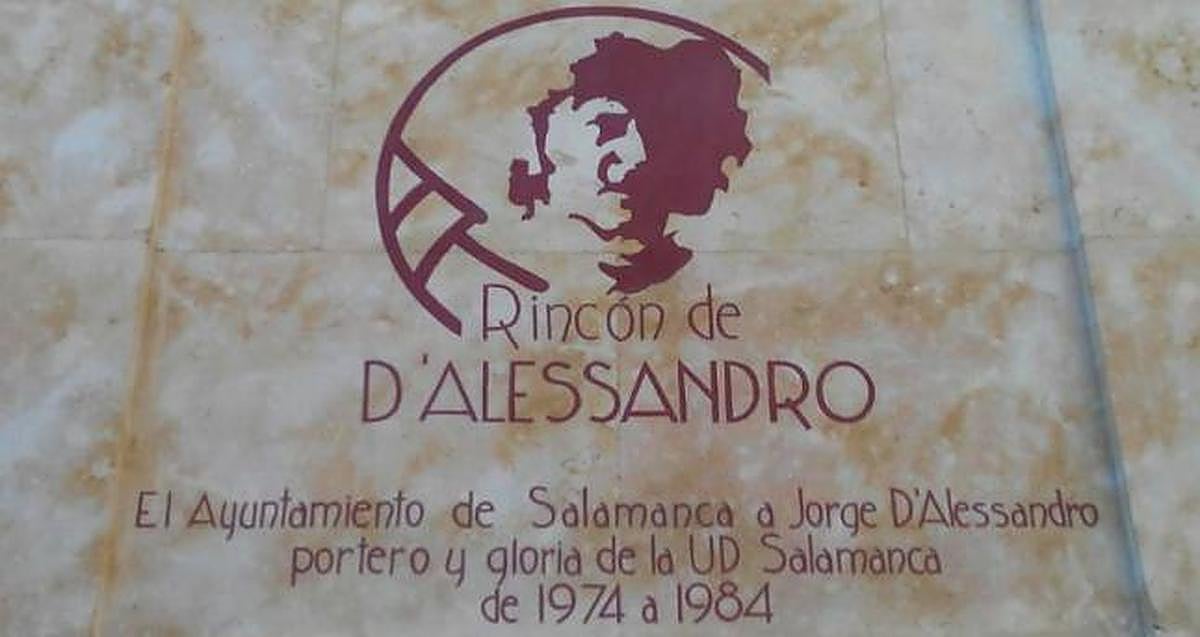 Rincón de
D'ALESSANDRO
El Ayuntamiento de Salamanca a Jorge D'Alessandro
portero y gloria de la UD Salamanca
de 1974 a 1984